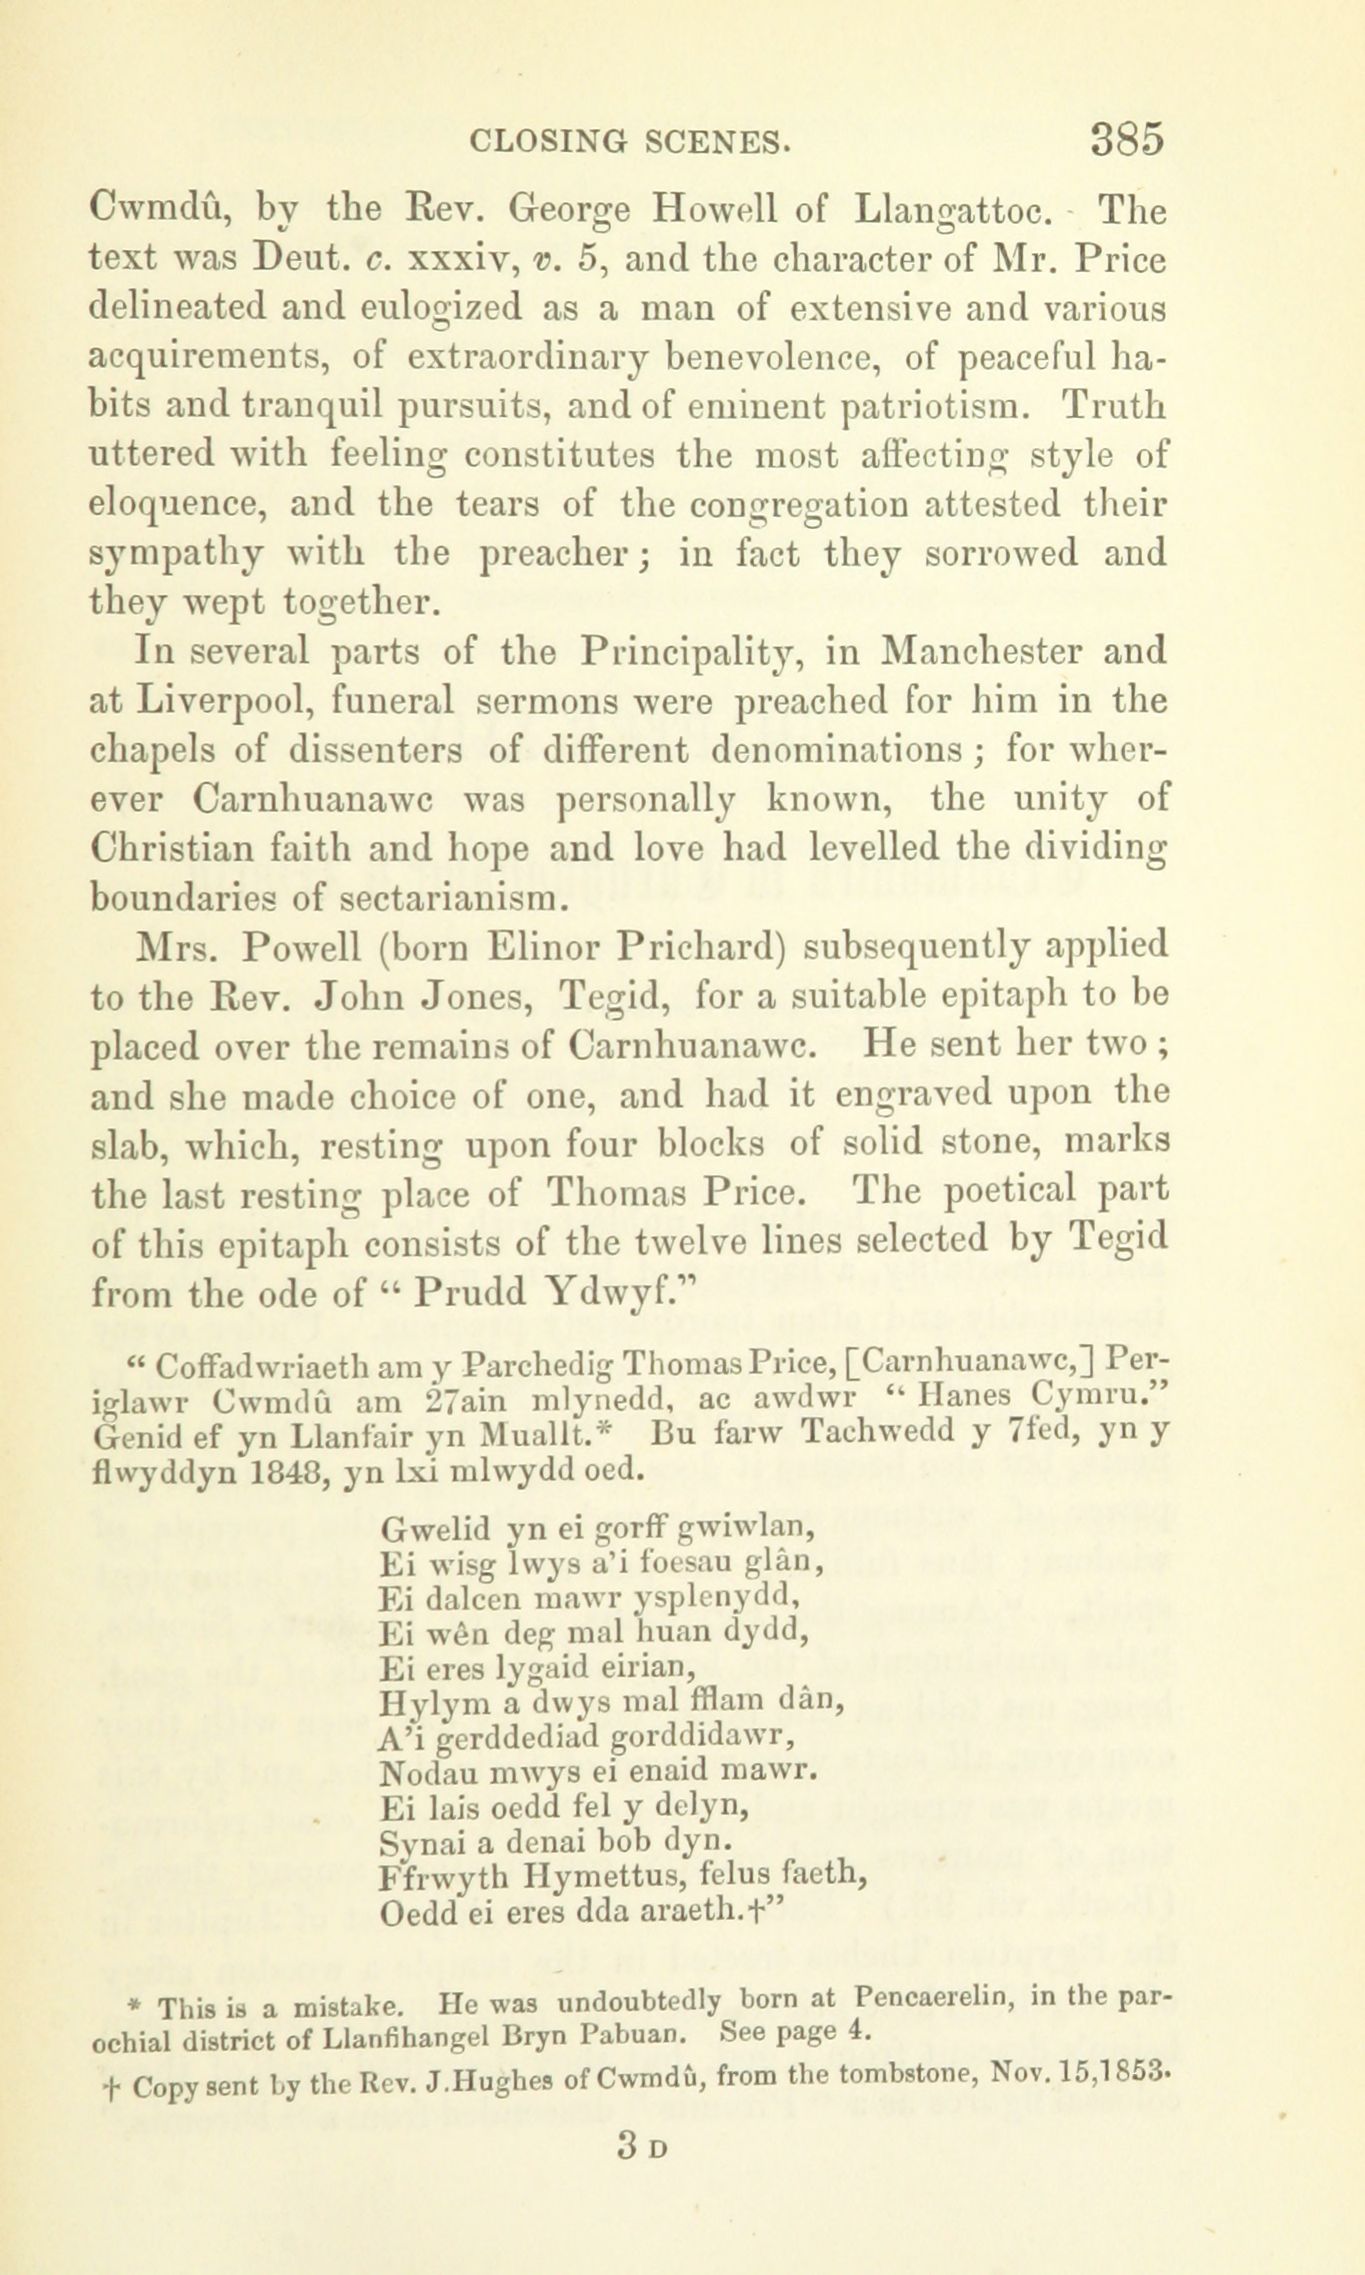 CLOSING SCENES. 385
Cwmdû, by the Rev. George Howell of Llangattoc. The
text was Deut. c. xxxiv, v. 5, and the character of Mr. Price
delineated and eulogized as a man of extensive and various
acquirements, of extraordinary benevolence, of peaceful ha-
bits and tranquil pursuits, and of eminent patriotism. Truth
uttered with feeling constitutes the most affecting style of
eloquence, and the tears of the congregation attested their
sympathy with the preacher; in fact they sorrowed and
they wept together.
In several parts of the Principality, in Manchester and
at Liverpool, funeral sermons were preached for him in the
chapels of dissenters of different denominations; for wher-
ever Carnhuanawc was personally known, the unity of
Christian faith and hope and love had levelled the dividing
boundaries of sectarianism.
Mrs. Powell (born Elinor Prichard) subsequently applied
to the Rev. John Jones, Tegid, for a suitable epitaph to be
placed over the remains of Carnhuanawc. He sent her two;
and she made choice of one, and had it engraved upon the
slab, which, resting upon four blocks of solid stone, marks
the last resting place of Thomas Price. The poetical part
of this epitaph consists of the twelve lines selected by Tegid
from the ode of “ Prudd Ydwyf.”
“ Coffadwriaeth am y Parchedig Thomas Price, [Carnhuanawc,] Per-
iglawr Cwmdû am 27ain mlynedd, ac awdwr “ Hanes Cymru.”
Genid ef yn Llanfair yn Muallt.* Bu farw Tachwedd y 7fed, yn y
flwyddyn 1848, yn lxi mlwydd oed.
Gwelid yn ei gorff gwiwlan,
Ei wisg lwys a’i foesau glân,
Ei dalcen mawr ysplenydd,
Ei wên deg mal huan dydd,
Ei eres lygaid eirian,
Hylym a dwys mal fflam dân,
A’i gerddediad gorddidawr,
Nodau mwys ei enaid mawr.
Ei lais oedd fel y delyn,
Synai a denai bob dyn.
Ffrwyth Hymettus, felus faeth,
Oedd ei eres dda araeth.†”
* This is a mistake. He was undoubtedly born at Pencaerelin, in the par-
ochial district of Llanfihangel Bryn Pabuan. See page 4.
† Copy sent by the Rev. J.Hughes of Cwmdû, from the tombstone, Nov. 15,1853.
3 D